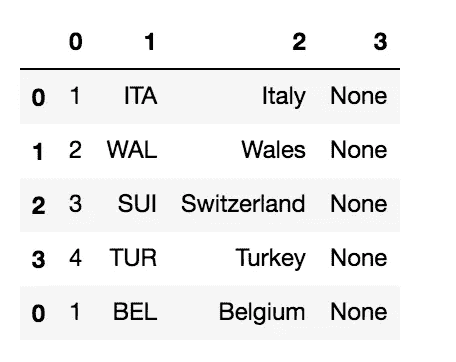 0 1 2 3
0 1 ITA Italy None
1 2 WAL Wales None
2 3 SUI Switzerland None
3 4 TUR Turkey None
0 1 BEL Belgium None